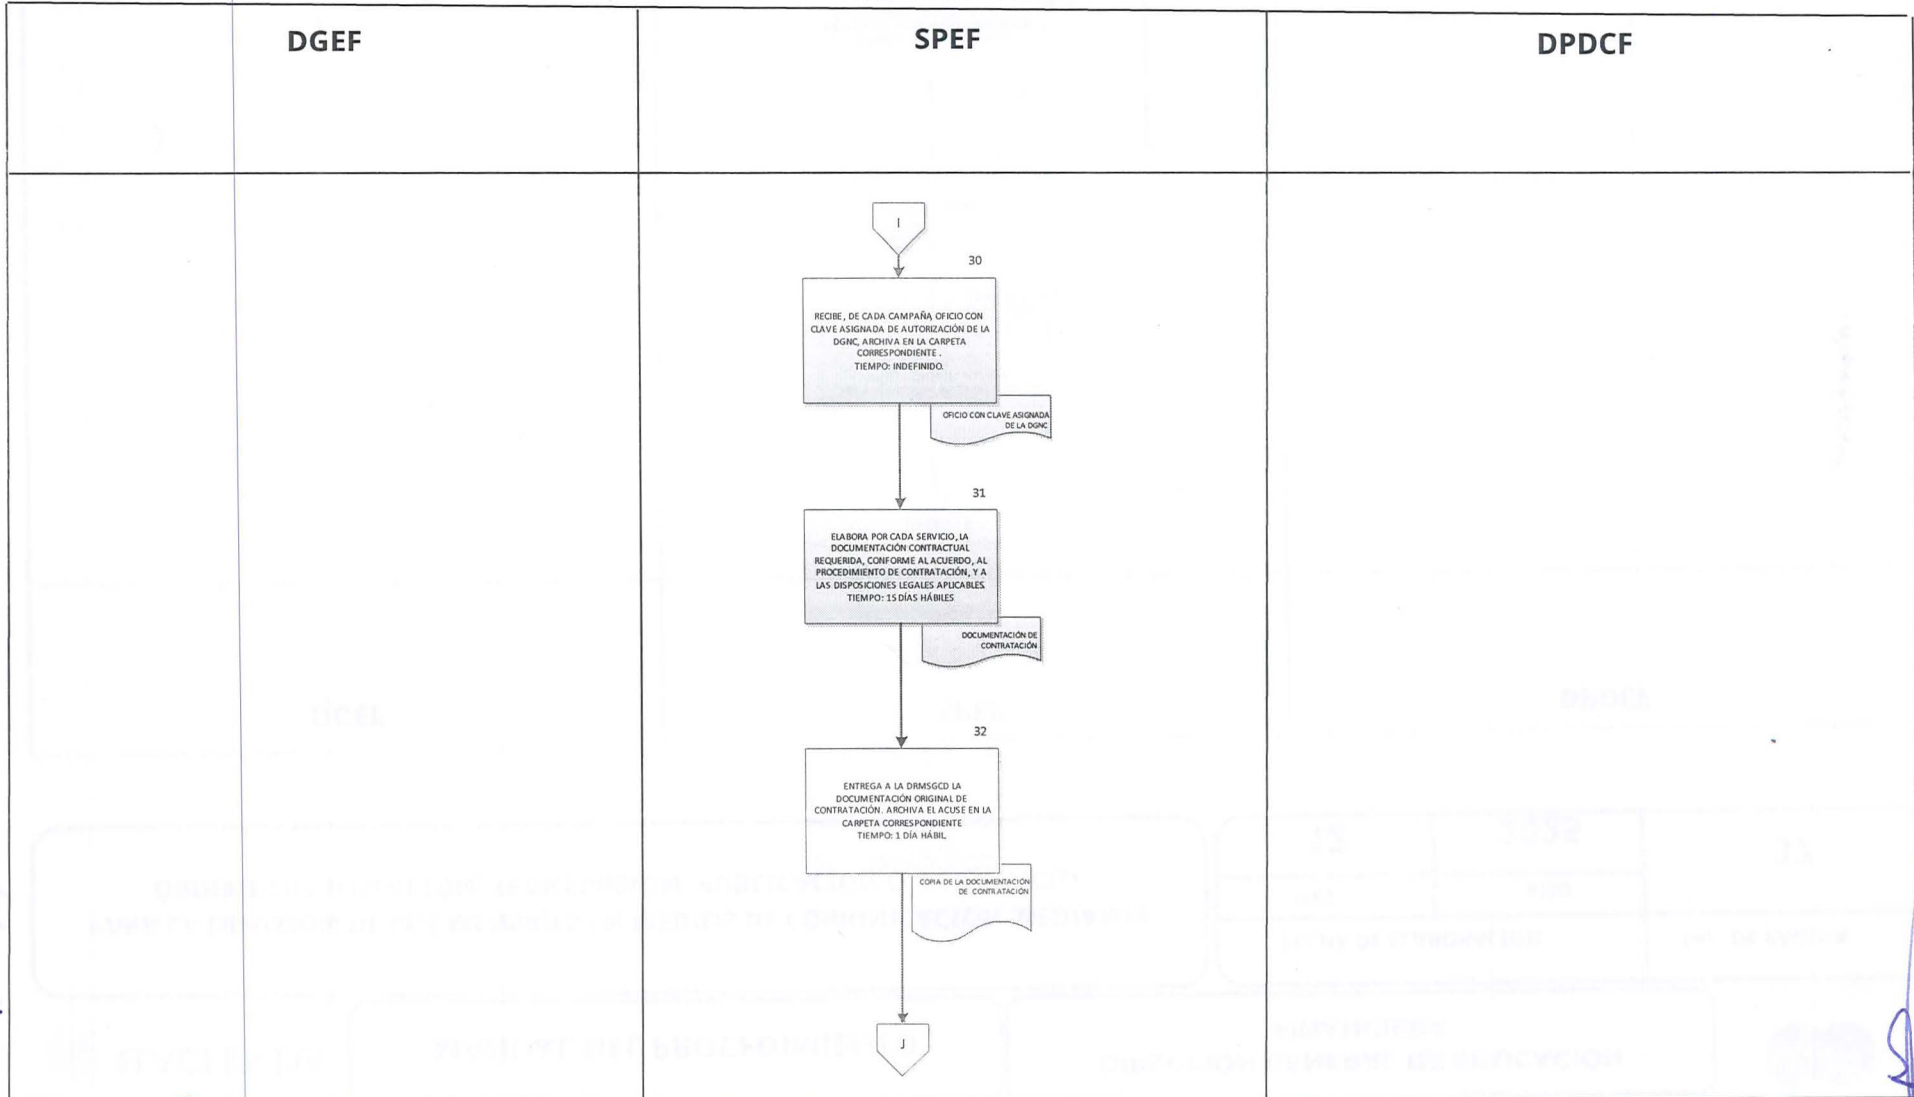 DGEF
SPEF
DPDCF
I
30
RECIBE, DE CADA CAMPAÑA, OFICIO CON
CLAVE ASIGNADA DE AUTORIZACIÓN DE LA
DGNC, ARCHIVA EN LA CARPETA
CORRESPONDIENTE .
TIEMPO: INDEFINIDO.
OFICIO CON CLAVE ASIGNADA
DE LA DGNC
31
ELABORA POR CADA SERVICIO, LA
DOCUMENTACIÓN CONTRACTUAL
REQUERIDA, CONFORME AL ACUERDO, AL
PROCEDIMIENTO DE CONTRATACIÓN, Y A
LAS DISPOSICIONES LEGALES APLICABLES.
TIEMPO: 15 DÍAS HÁBILES
DOCUMENTACIÓN DE
CONTRATACIÓN
32
ENTREGA A LA DRMSGCD LA
DOCUMENTACIÓN ORIGINAL DE
CONTRATACIÓN. ARCHIVA EL ACUSE EN LA
CARPETA CORRESPONDIENTE
TIEMPO: 1 DÍA HÁBIL.
COPIA DE LA DOCUMENTACIÓN
DE CONTRATACIÓN
J